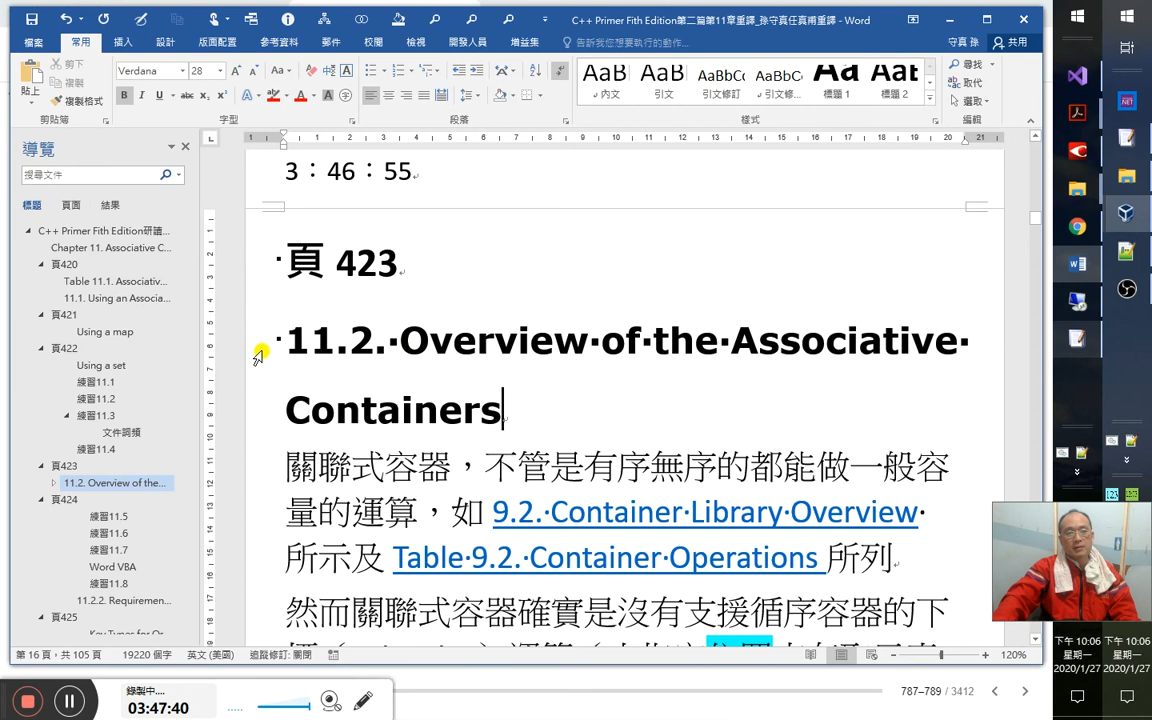 C++ Primer Fith Edition第二篇第11章重譯_孫守真任真甫重譯 - Word
檔案 常用 插入 設計 版面配置 參考資料 郵件 校閱 檢視 開發人員 增益集 告訴我您想要執行的動作... 守真 孫 共用
貼上 剪下 複製 複製格式
Verdana 28
AaB AaB AaBbCc AaBbC Aa Aat
內文 引文 引文修訂 引文修... 標題 1 標題 2
尋找 取代 選取
剪貼簿 字型 段落 樣式 編輯
導覽
搜尋文件
標題 頁面 結果
C++ Primer Fith Edition研讀...
Chapter 11. Associative C...
頁420
Table 11.1. Associativ...
11.1. Using an Associa...
頁421
Using a map
頁422
Using a set
練習11.1
練習11.2
練習11.3
文件詞頻
練習11.4
頁423
11.2. Overview of the...
頁424
練習11.5
練習11.6
練習11.7
Word VBA
練習11.8
11.2.2. Requiremen...
頁425
3：46：55
頁 423
11.2.·Overview·of·the·Associative·
Containers
關聯式容器，不管是有序無序的都能做一般容
量的運算，如 9.2.·Container·Library·Overview·
所示及 Table·9.2.·Container·Operations 所列
然而關聯式容器確實是沒有支援循序容器的下
第 16 頁，共 105 頁 19220 個字 英文 (美國) 追蹤修訂: 關閉 120%
錄製中....
03:47:40
787–789 / 3412
下午 10:06
星期一
2020/1/27
下午 10:06
星期一
2020/1/27